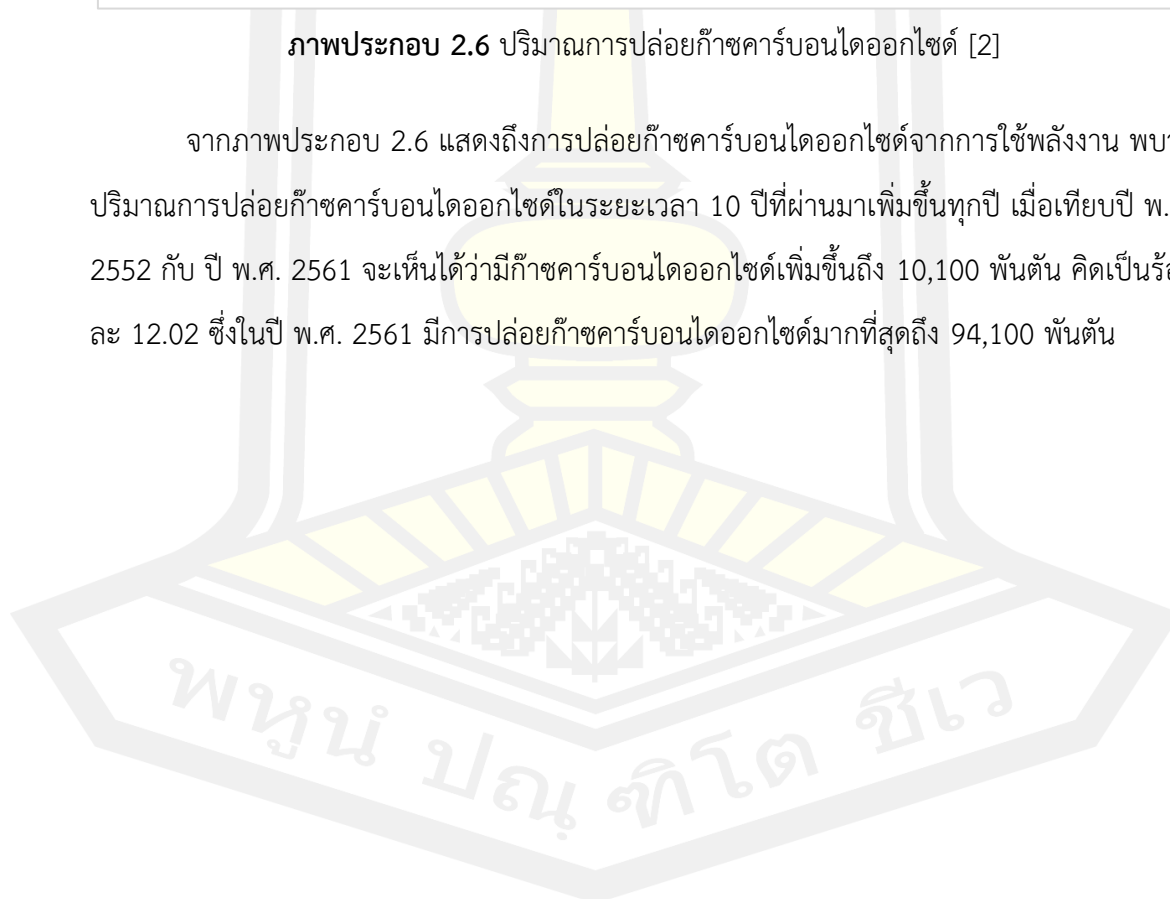 ภาพประกอบ 2.6 ปริมาณการปล่อยก๊าซคาร์บอนไดออกไซด์ [2]
จากภาพประกอบ 2.6 แสดงถึงการปล่อยก๊าซคาร์บอนไดออกไซด์จากการใช้พลังงาน
ปริมาณการปล่อยก๊าซคาร์บอนไดออกไซด์ในระยะเวลา 10 ปีที่ผ่านมาเพิ่มขึ้นทุกปี เมื่อเทียบปี พ.
2552 กับ ปี พ.ศ. 2561 จะเห็นได้ว่ามีก๊าซคาร์บอนไดออกไซด์เพิ่มขึ้นถึง 10,100 พันตัน คิดเป็น
ละ 12.02 ซึ่งในปี พ.ศ. 2561 มีการปล่อยก๊าซคาร์บอนไดออกไซด์มากที่สุดถึง 94,100 พันตัน
พหูนํ ปณฺฑิโต ชีเว